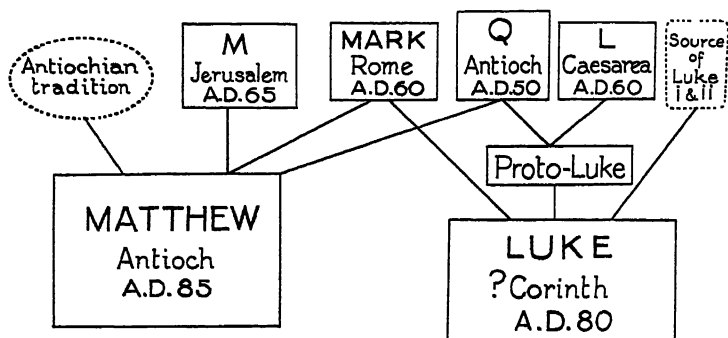 Antiochian
tradition
M
Jerusalem
A.D.65
MARK
Rome
A.D.60
Q
Antioch
A.D.50
L
Caesarea
A.D.60
Source
of
Luke
i & ii
Proto-Luke
MATTHEW
Antioch
A.D.85
LUKE
?Corinth
A.D.80